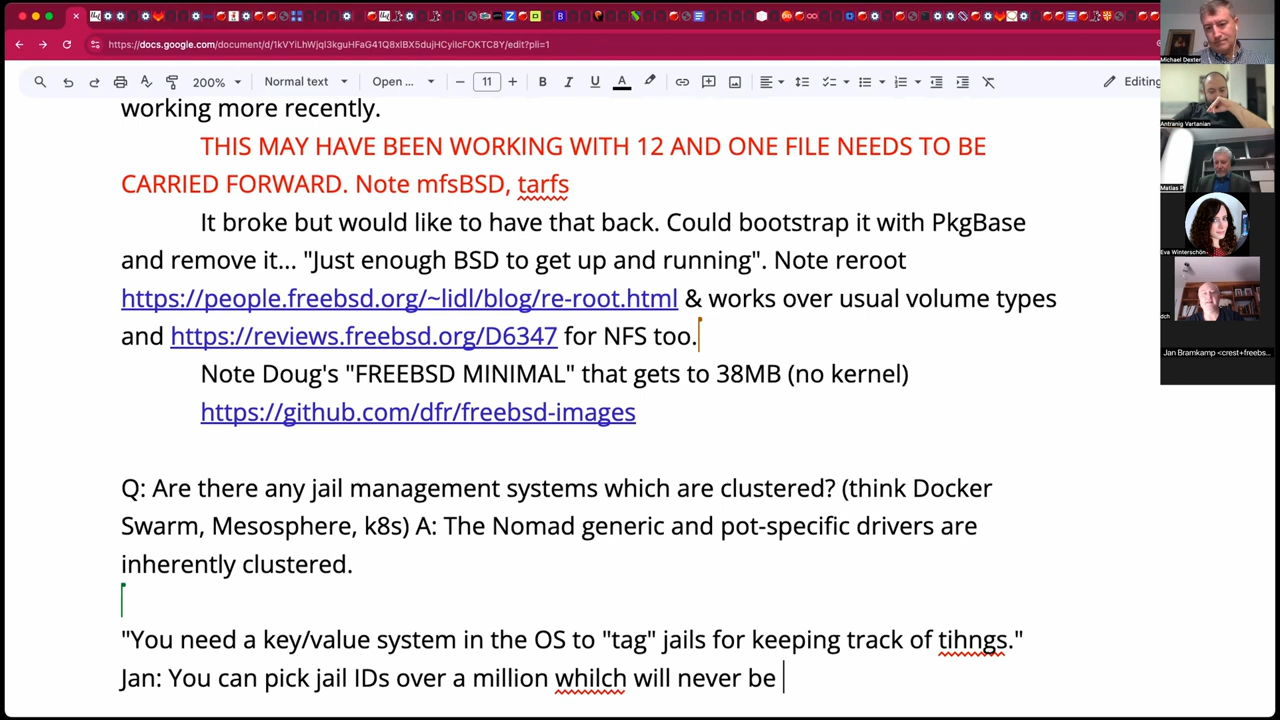 https://docs.google.com/document/d/1kVYiLhWjqI3kguHFaG41Q8xIBX5dujHCyiIcFOKTC8Y/edit?pli=1
200%
Normal text
Open ...
11
B
I
U
A
Editing
working more recently.
THIS MAY HAVE BEEN WORKING WITH 12 AND ONE FILE NEEDS TO BE
CARRIED FORWARD. Note mfsBSD, tarfs
It broke but would like to have that back. Could bootstrap it with PkgBase
and remove it... "Just enough BSD to get up and running". Note reroot
https://people.freebsd.org/~lidl/blog/re-root.html & works over usual volume types
and https://reviews.freebsd.org/D6347 for NFS too.
Note Doug's "FREEBSD MINIMAL" that gets to 38MB (no kernel)
https://github.com/dfr/freebsd-images
Q: Are there any jail management systems which are clustered? (think Docker
Swarm, Mesosphere, k8s) A: The Nomad generic and pot-specific drivers are
inherently clustered.
"You need a key/value system in the OS to "tag" jails for keeping track of tihngs."
Jan: You can pick jail IDs over a million whilch will never be
Michael Dexter
Antranig Vartanian
Matias P
Eva Winterschön
dch
Jan Bramkamp <crest+freebs...